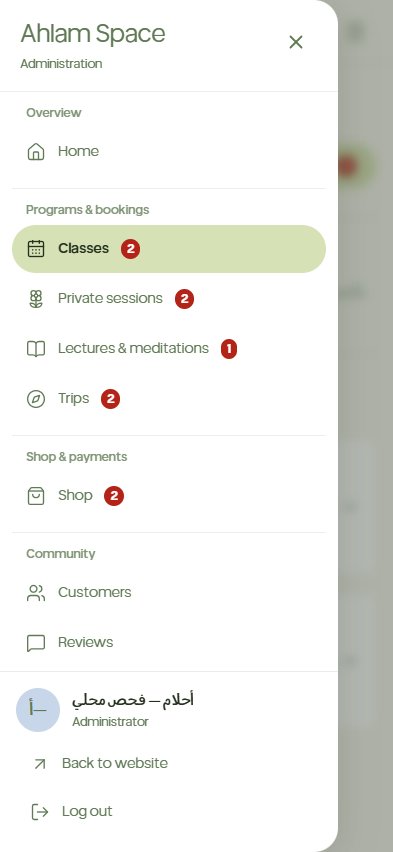 Ahlam Space
Administration
Overview
Home
Programs & bookings
Classes 2
Private sessions 2
Lectures & meditations 1
Trips 2
Shop & payments
Shop 2
Community
Customers
Reviews
أ—
أحلام — فحص محلي
Administrator
Back to website
Log out